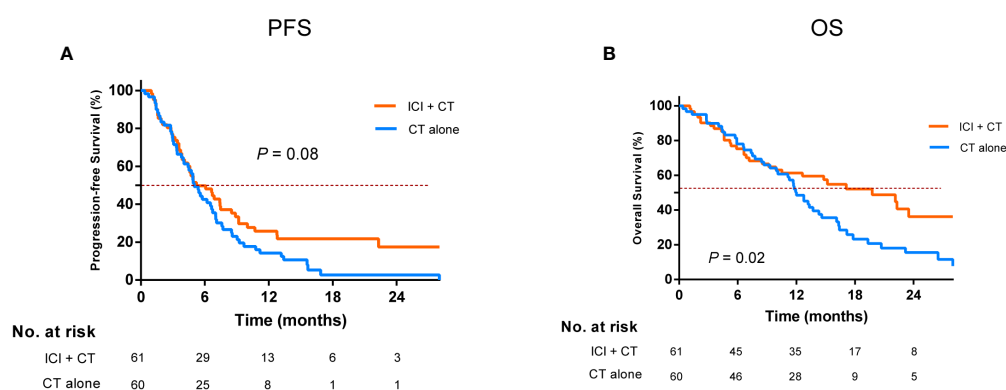 PFS
A
Progression-free Survival (%)
100
80
60
40
20
0
ICI + CT
CT alone
P = 0.08
0 6 12 18 24
Time (months)
No. at risk
ICI + CT 61 29 13 6 3
CT alone 60 25 8 1 1
OS
B
Overall Survival (%)
100
80
60
40
20
0
ICI + CT
CT alone
P = 0.02
0 6 12 18 24
Time (months)
No. at risk
ICI + CT 61 45 35 17 8
CT alone 60 46 28 9 5